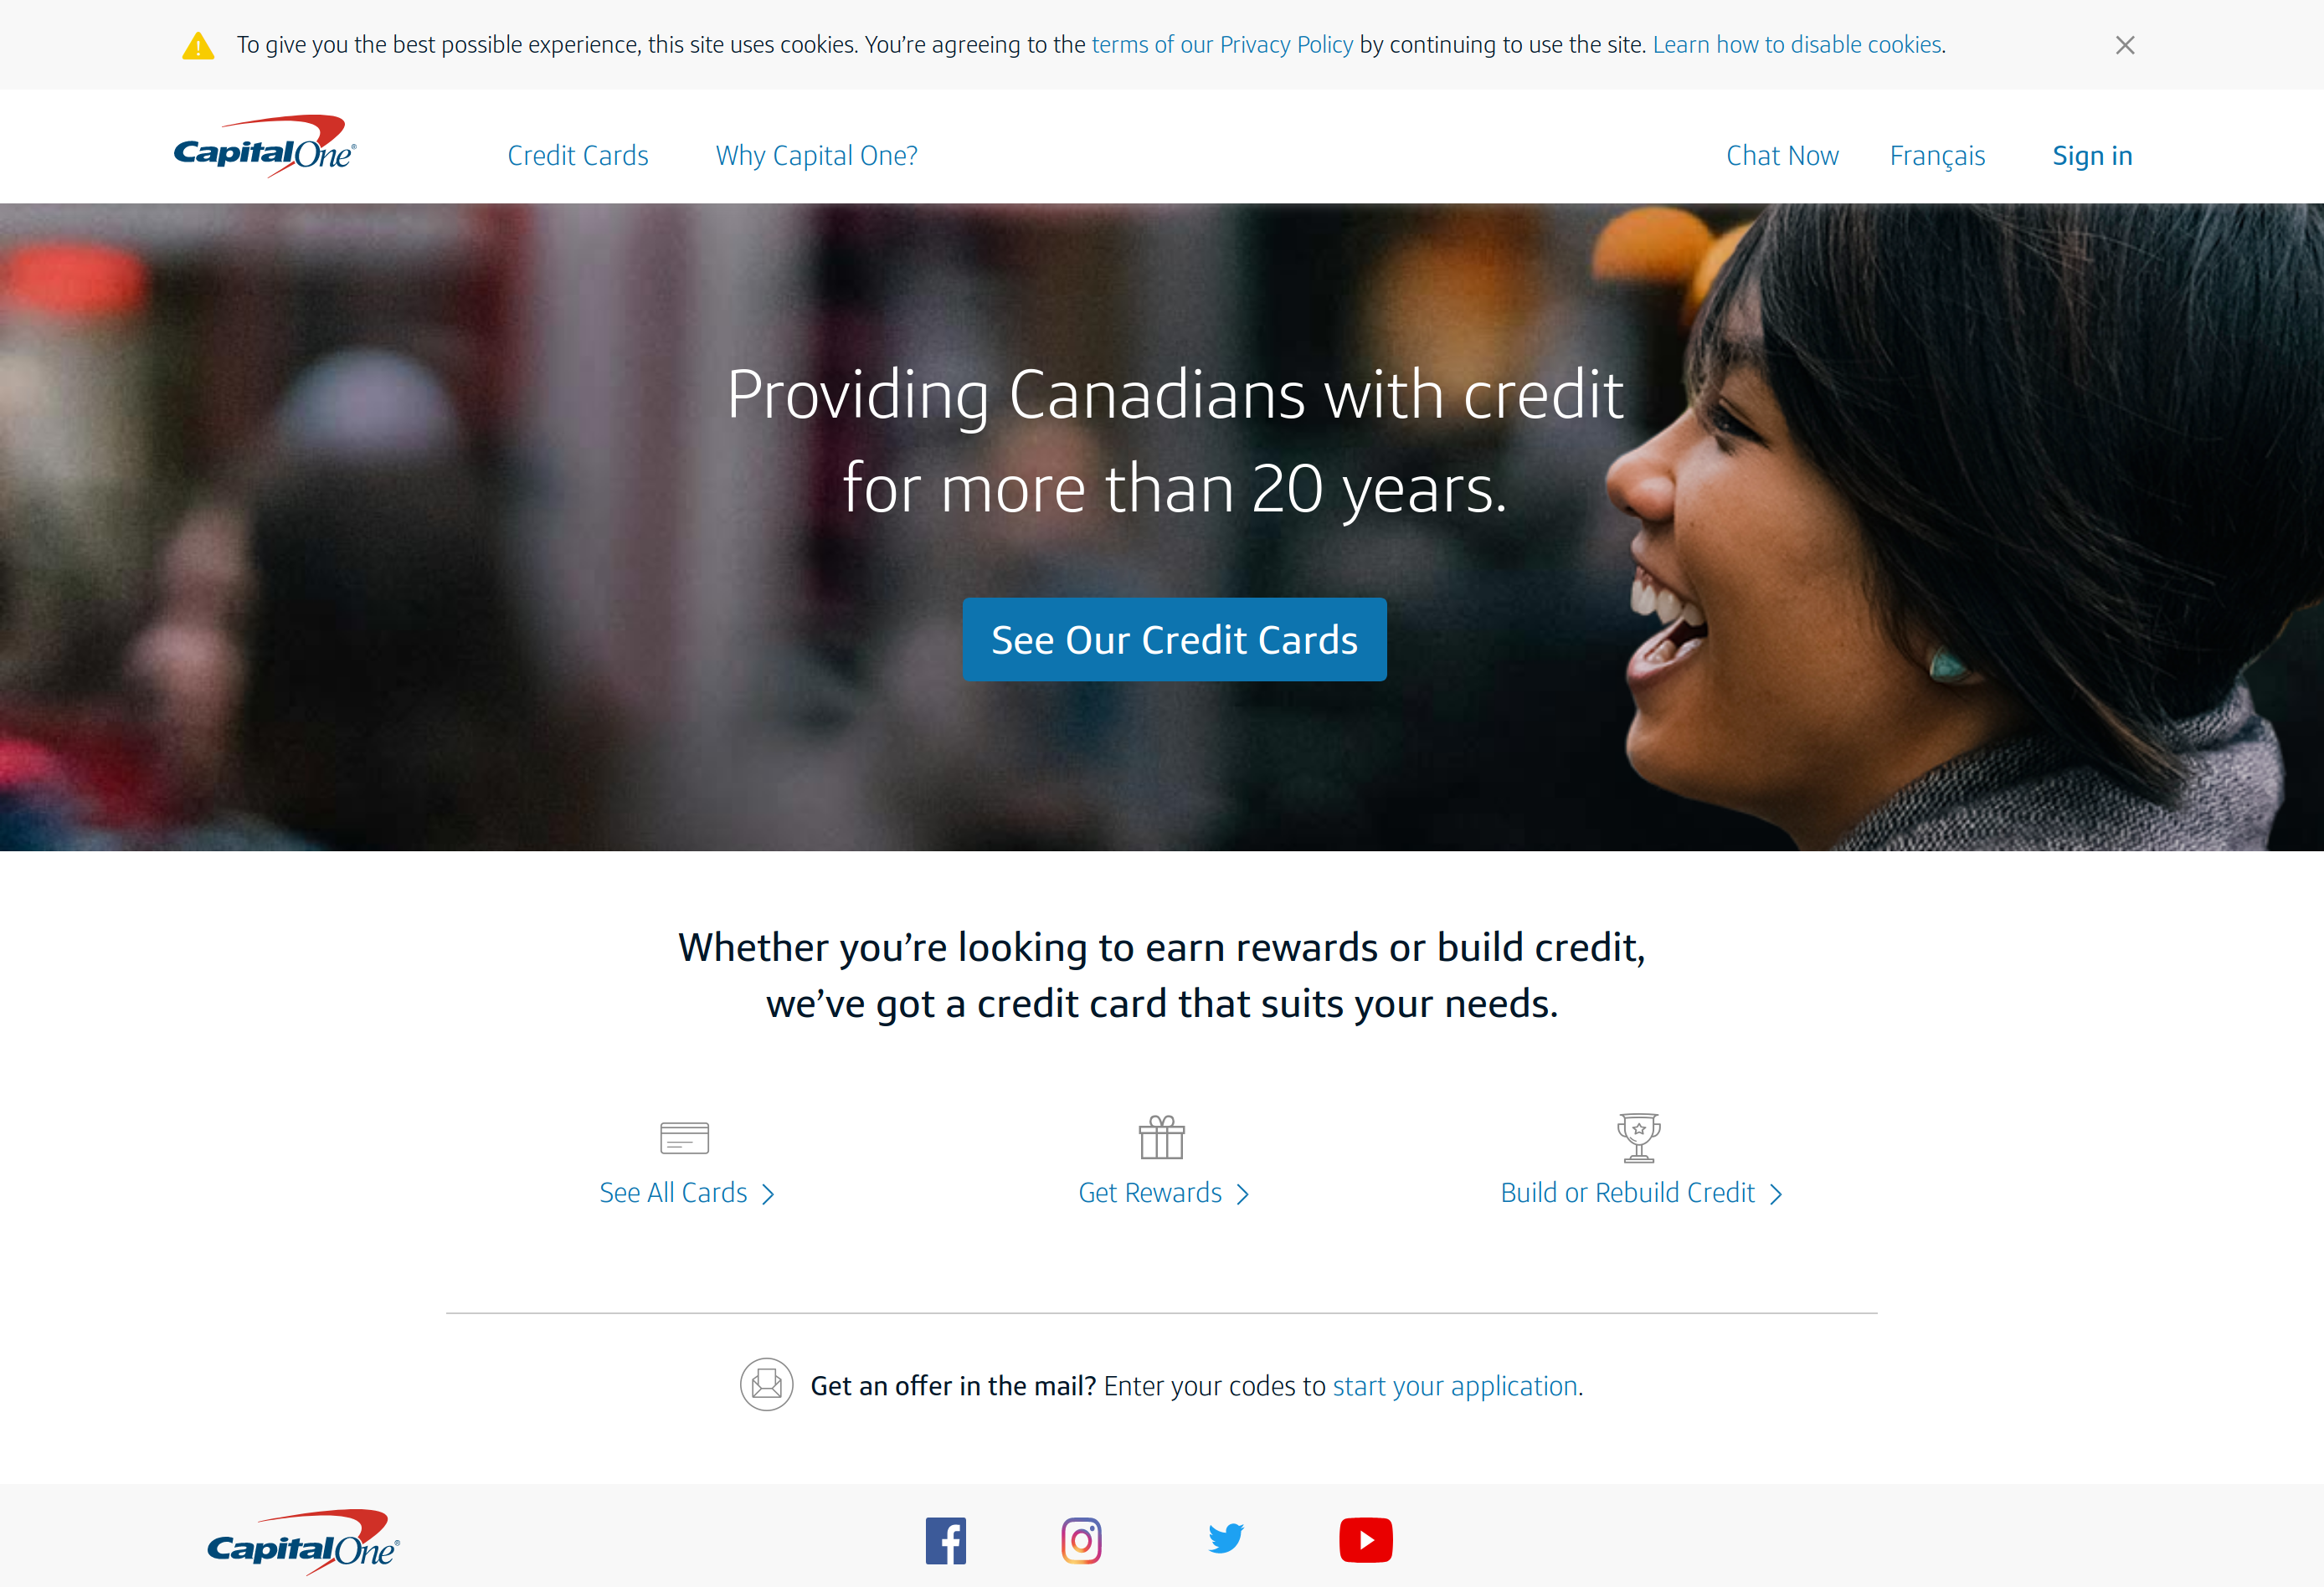 To give you the best possible experience, this site uses cookies. You’re agreeing to the terms of our Privacy Policy by continuing to use the site. Learn how to disable cookies.
CapitalOne®
Credit Cards
Why Capital One?
Chat Now
Français
Sign in
Providing Canadians with credit
for more than 20 years.
See Our Credit Cards
Whether you’re looking to earn rewards or build credit,
we’ve got a credit card that suits your needs.
See All Cards
Get Rewards
Build or Rebuild Credit
Get an offer in the mail? Enter your codes to start your application.
CapitalOne®